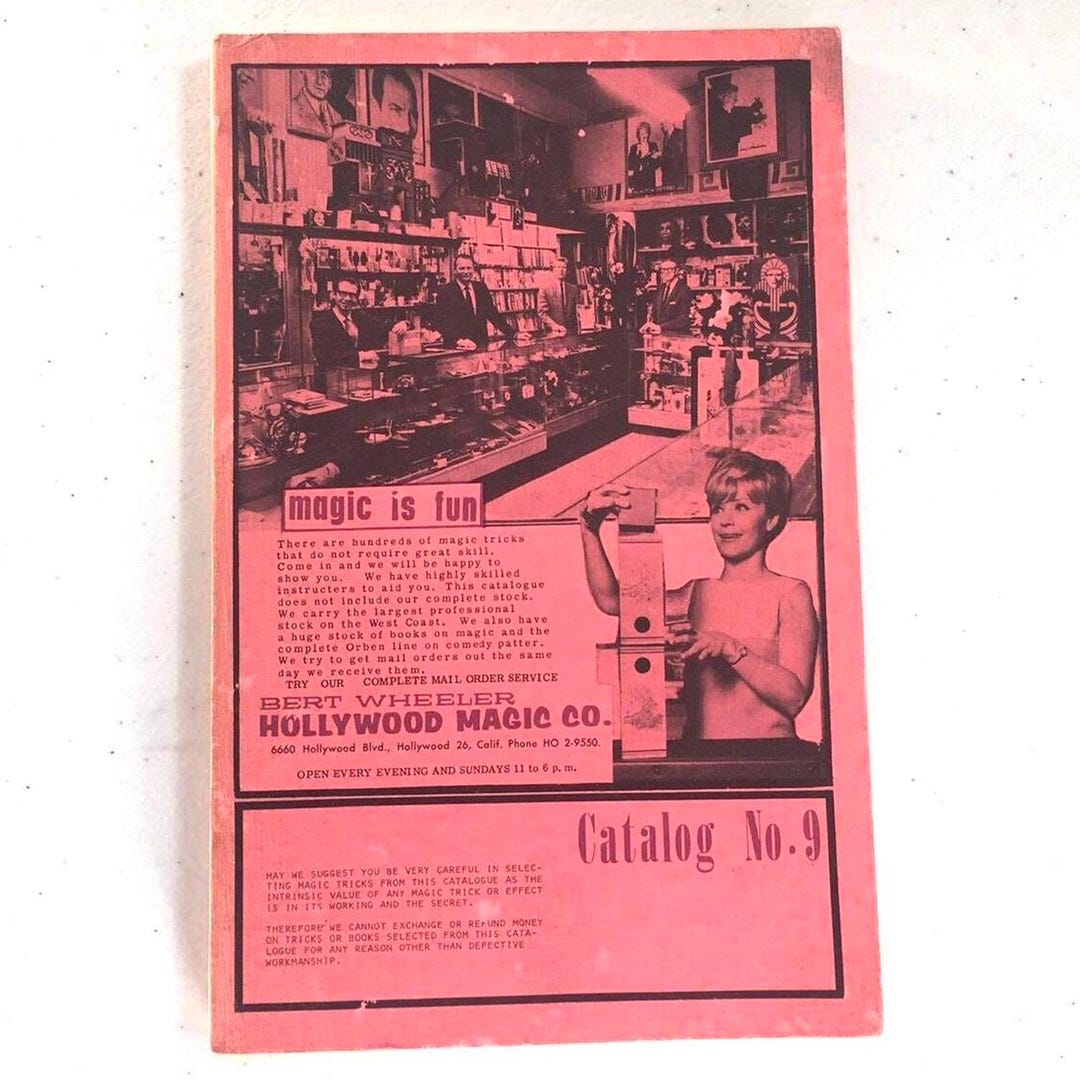 magic is fun
There are hundreds of magic tricks
that do not require great skill.
Come in and we will be happy to
show you. We have highly skilled
instructers to aid you. This catalogue
does not include our complete stock.
We carry the largest professional
stock on the West Coast. We also have
a huge stock of books on magic and the
complete Orben line on comedy patter.
We try to get mail orders out the same
day we receive them.
TRY OUR COMPLETE MAIL ORDER SERVICE
BERT WHEELER
HOLLYWOOD MAGIC CO.
6660 Hollywood Blvd., Hollywood 26, Calif. Phone HO 2-9550.
OPEN EVERY EVENING AND SUNDAYS 11 to 6 p.m.
Catalog No. 9
MAY WE SUGGEST YOU BE VERY CAREFUL IN SELEC-
TING MAGIC TRICKS FROM THIS CATALOGUE AS THE
INTRINSIC VALUE OF ANY MAGIC TRICK OR EFFECT
IS IN ITS WORKING AND THE SECRET.
THEREFORE WE CANNOT EXCHANGE OR REFUND MONEY
ON TRICKS OR BOOKS SELECTED FROM THIS CATA-
LOGUE FOR ANY REASON OTHER THAN DEFECTIVE
WORKMANSHIP.